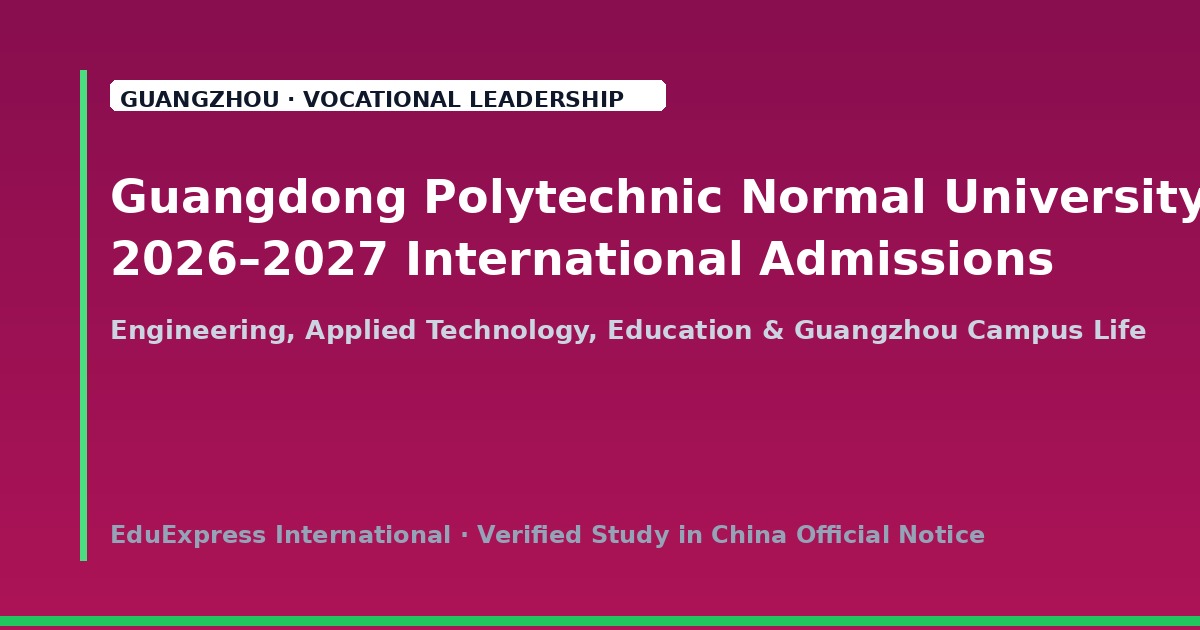 GUANGZHOU · VOCATIONAL LEADERSHIP
Guangdong Polytechnic Normal University
2026–2027 International Admissions
Engineering, Applied Technology, Education & Guangzhou Campus Life
EduExpress International · Verified Study in China Official Notice